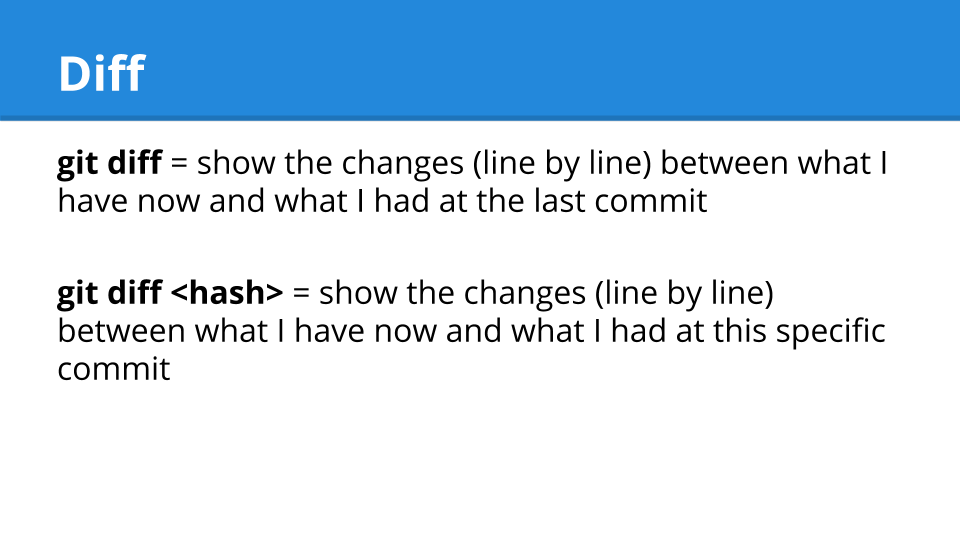 Diff
git diff = show the changes (line by line) between what I
have now and what I had at the last commit
git diff <hash> = show the changes (line by line)
between what I have now and what I had at this specific
commit